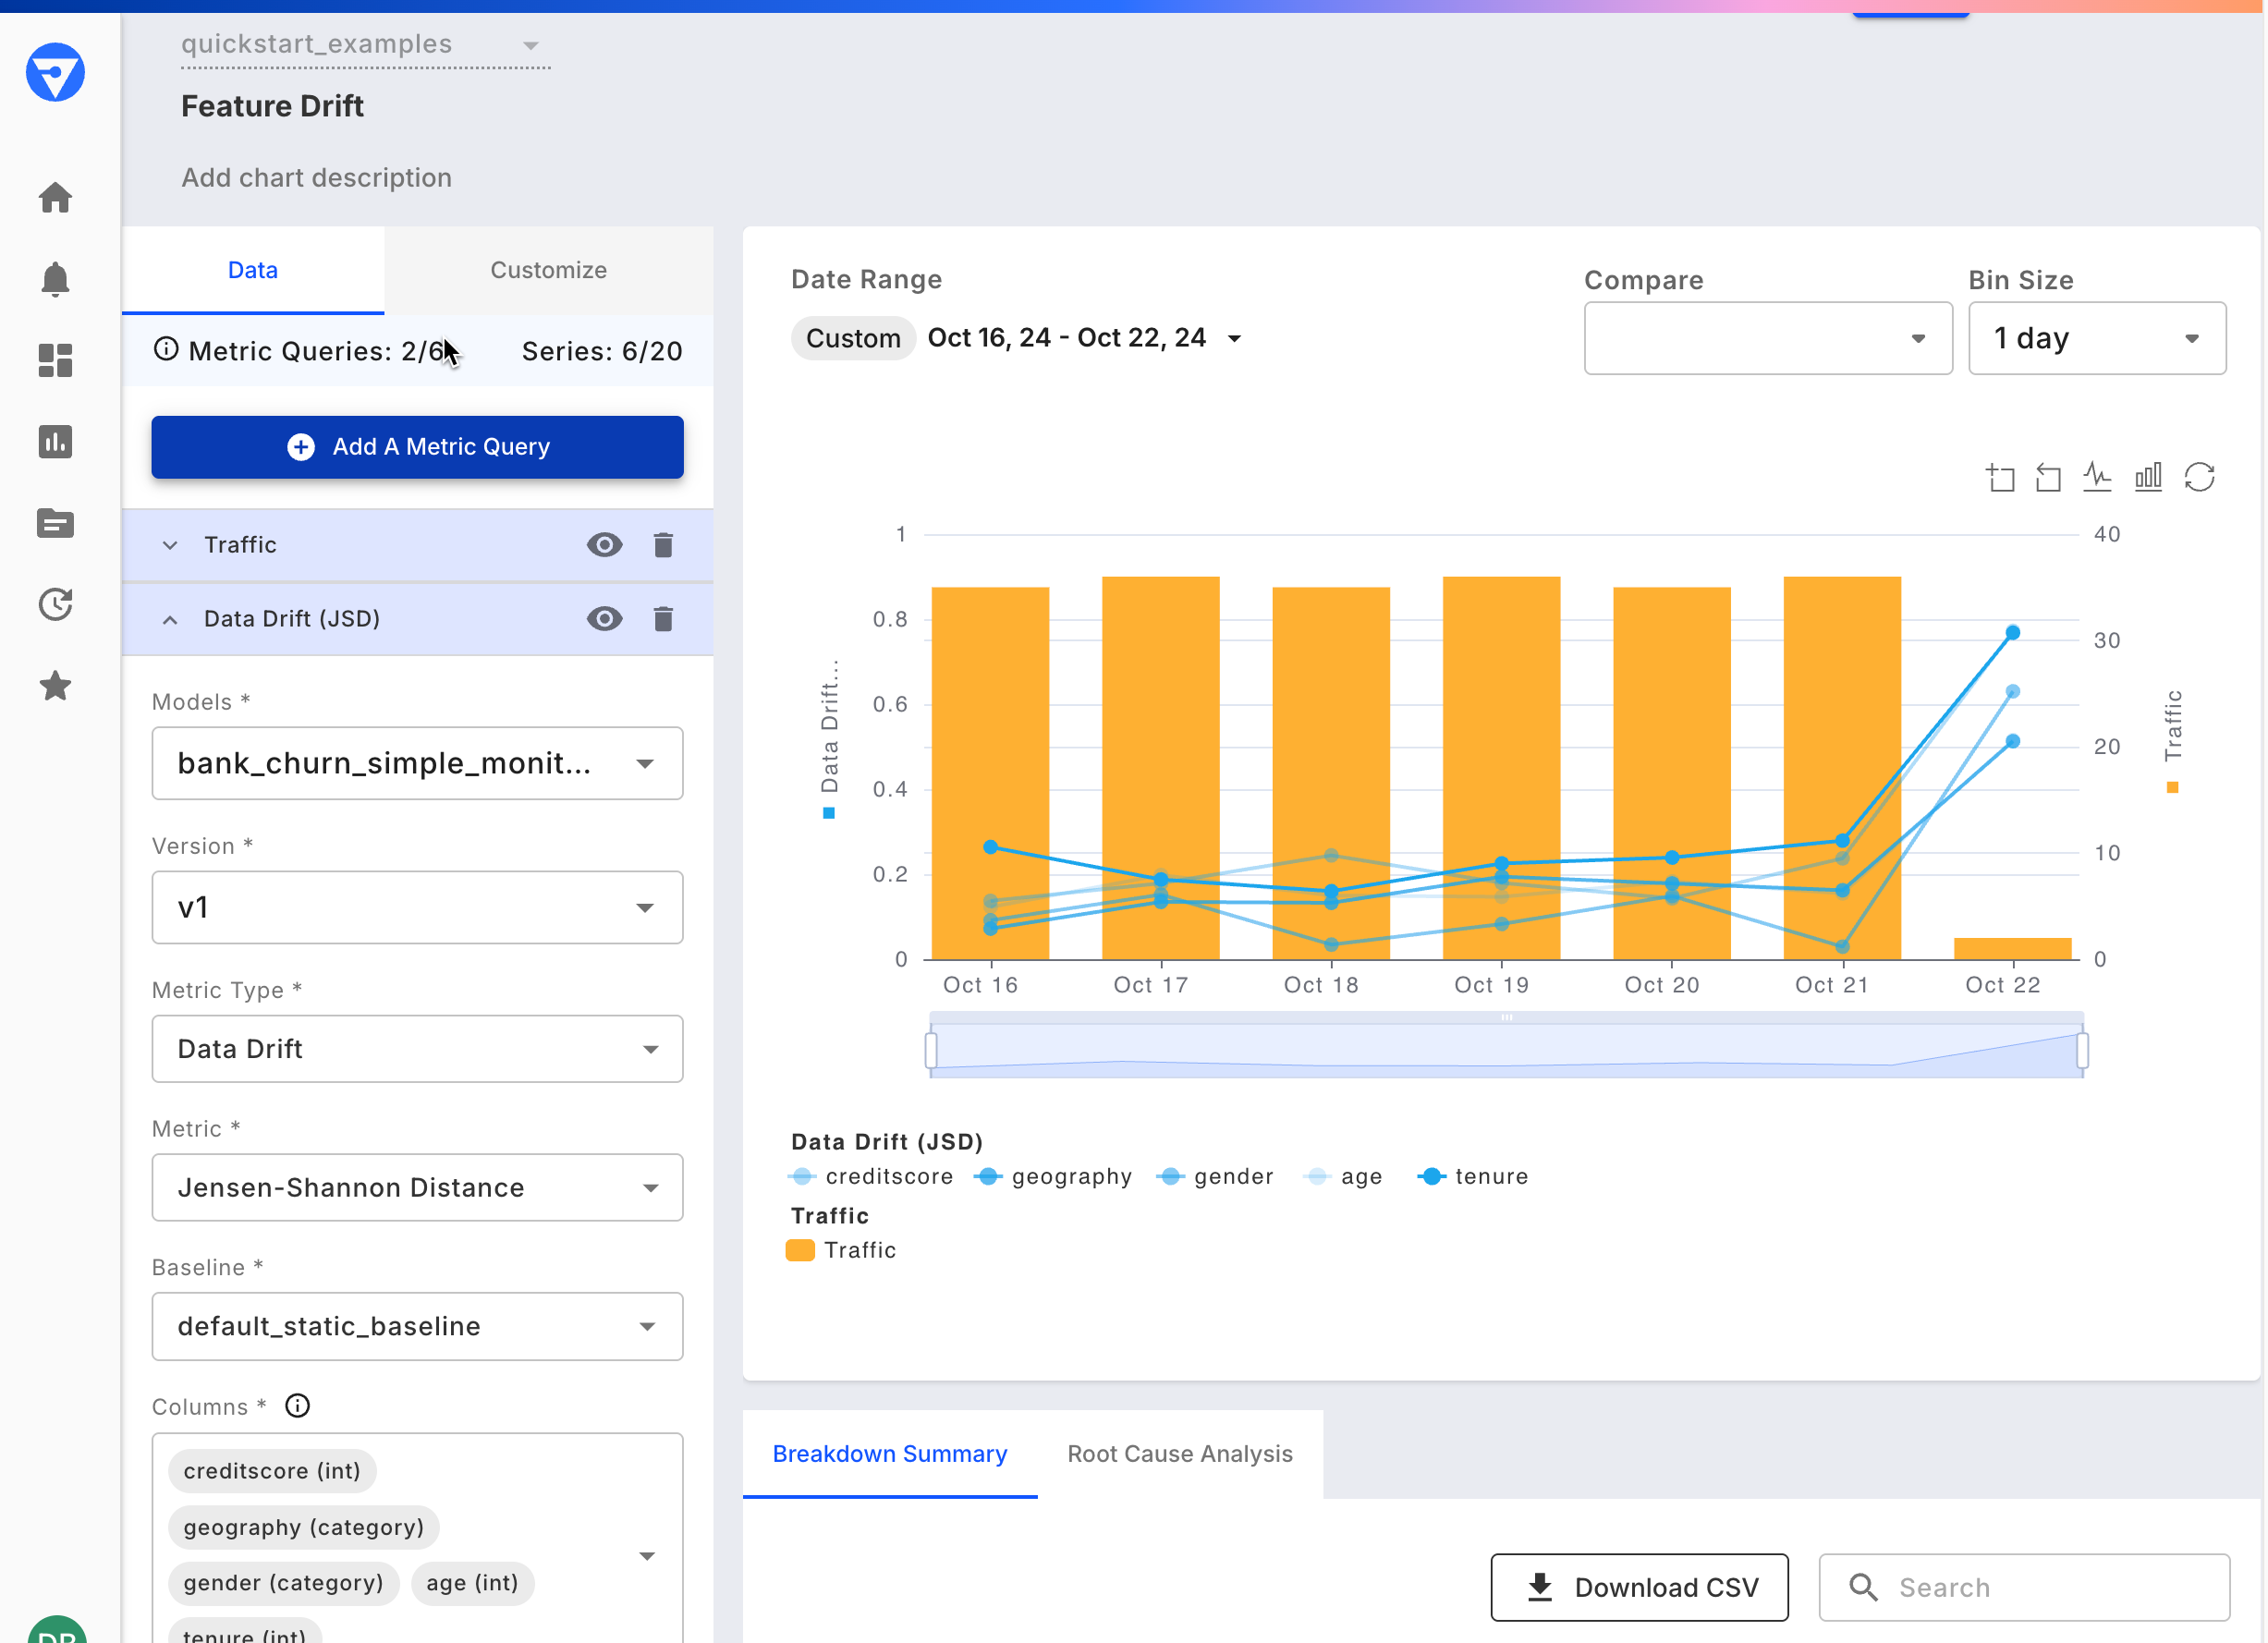 quickstart_examples
Feature Drift
Add chart description
Data
Customize
Metric Queries: 2/6
Series: 6/20
Add A Metric Query
Traffic
Data Drift (JSD)
Models *
bank_churn_simple_monit...
Version *
v1
Metric Type *
Data Drift
Metric *
Jensen-Shannon Distance
Baseline *
default_static_baseline
Columns *
creditscore (int)
geography (category)
gender (category)
age (int)
tenure (int)
DB
Date Range
Custom
Oct 16, 24 - Oct 22, 24
Compare
Bin Size
1 day
1
0.8
0.6
0.4
0.2
0
Data Drift...
40
30
20
10
0
Traffic
Oct 16
Oct 17
Oct 18
Oct 19
Oct 20
Oct 21
Oct 22
Data Drift (JSD)
creditscore
geography
gender
age
tenure
Traffic
Traffic
Breakdown Summary
Root Cause Analysis
Download CSV
Search